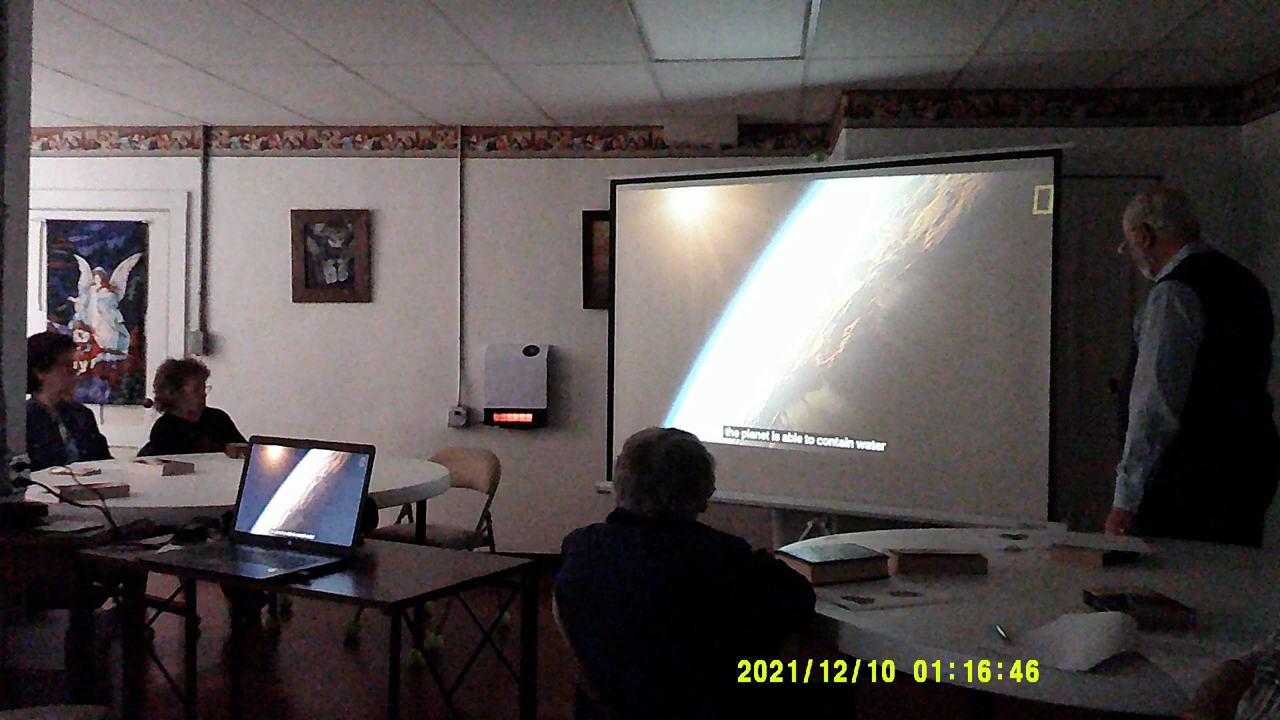 the planet is able to contain water
2021/12/10 01:16:46